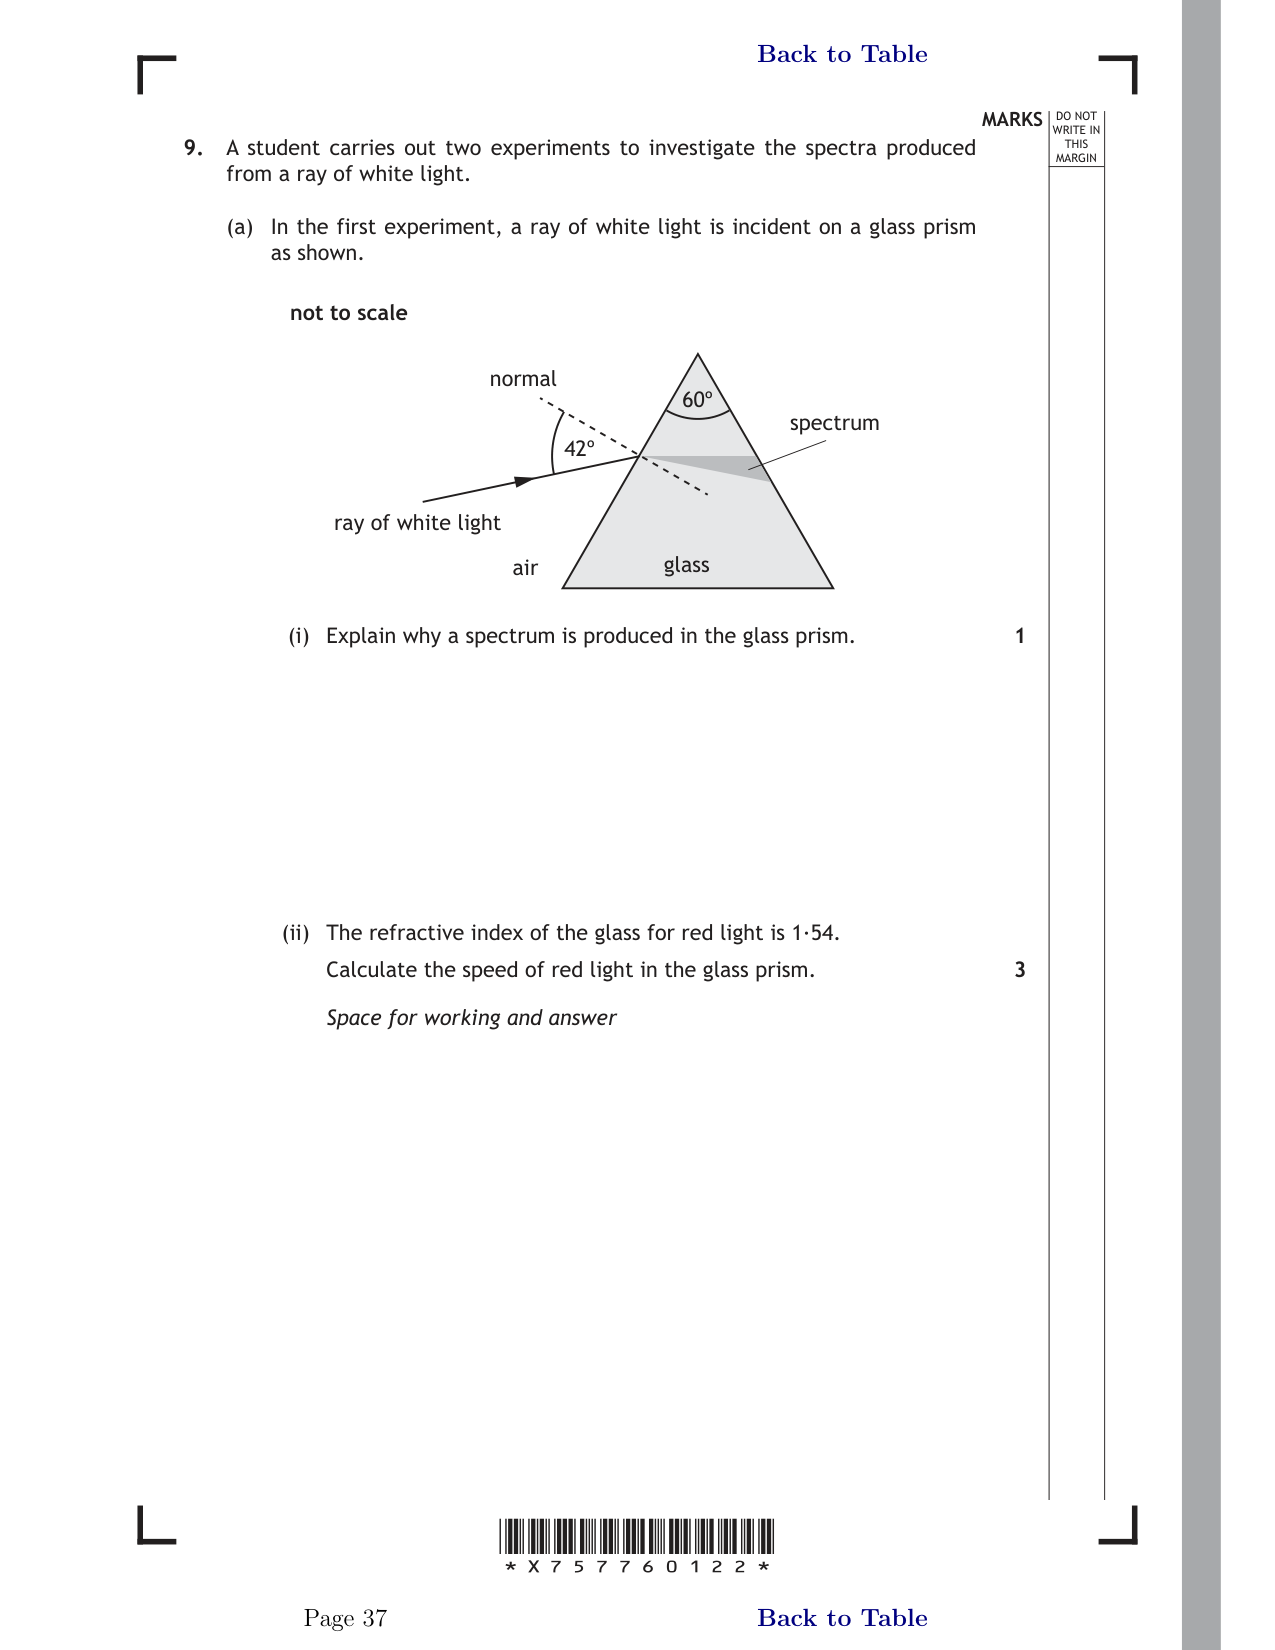 Back to Table
MARKS
DO NOT
WRITE IN
THIS
MARGIN
9. A student carries out two experiments to investigate the spectra produced
from a ray of white light.
(a) In the first experiment, a ray of white light is incident on a glass prism
as shown.
not to scale
normal
60º
spectrum
42º
ray of white light
air
glass
(i) Explain why a spectrum is produced in the glass prism. 1
(ii) The refractive index of the glass for red light is 1·54.
Calculate the speed of red light in the glass prism. 3
Space for working and answer
* X 7 5 7 7 6 0 1 2 2 *
Page 37
Back to Table